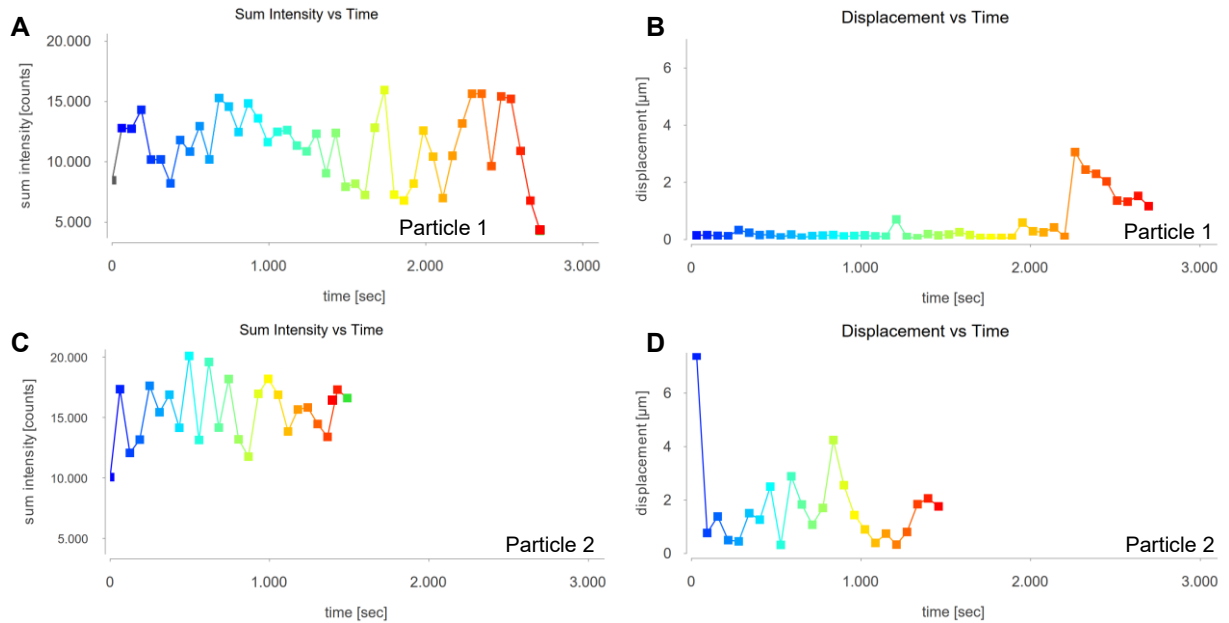 A
Sum Intensity vs Time
20.000
15.000
10.000
5.000
sum intensity [counts]
Particle 1
0
1.000
2.000
3.000
time [sec]
B
Displacement vs Time
6
4
2
0
displacement [µm]
Particle 1
0
1.000
2.000
3.000
time [sec]
C
Sum Intensity vs Time
20.000
15.000
10.000
5.000
sum intensity [counts]
Particle 2
0
1.000
2.000
3.000
time [sec]
D
Displacement vs Time
6
4
2
0
displacement [µm]
Particle 2
0
1.000
2.000
3.000
time [sec]